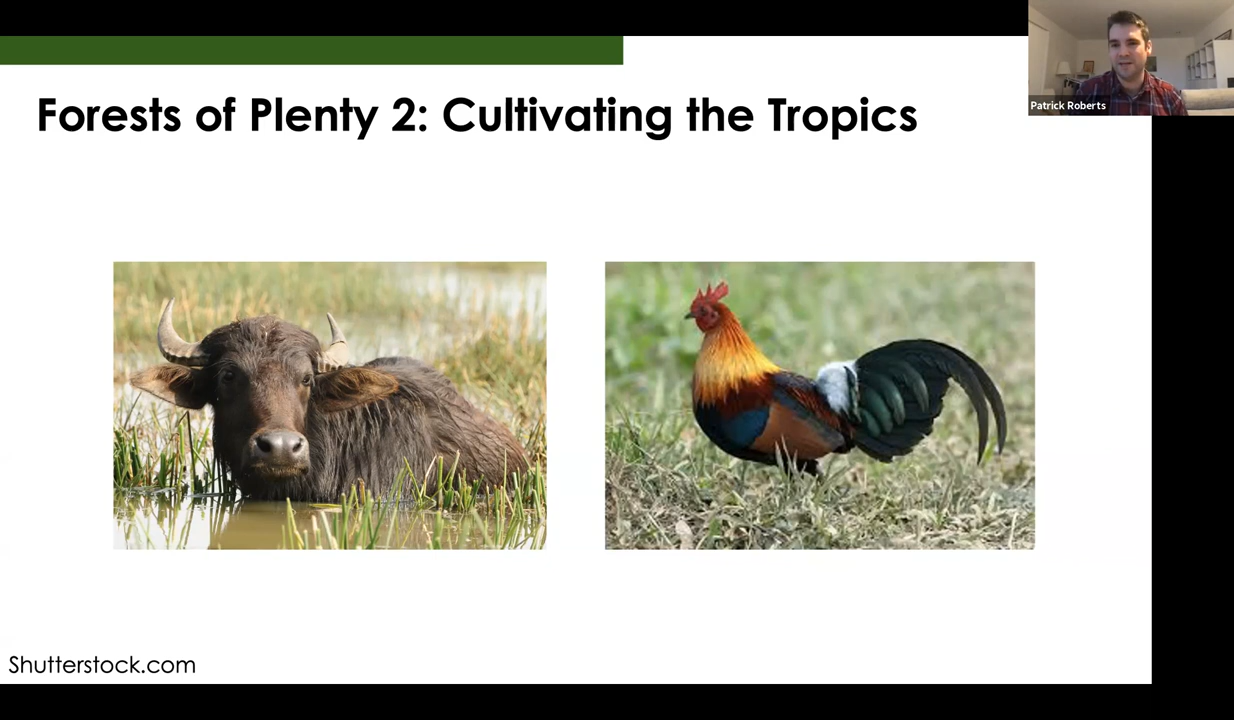 Forests of Plenty 2: Cultivating the Tropics
Patrick Roberts
Shutterstock.com